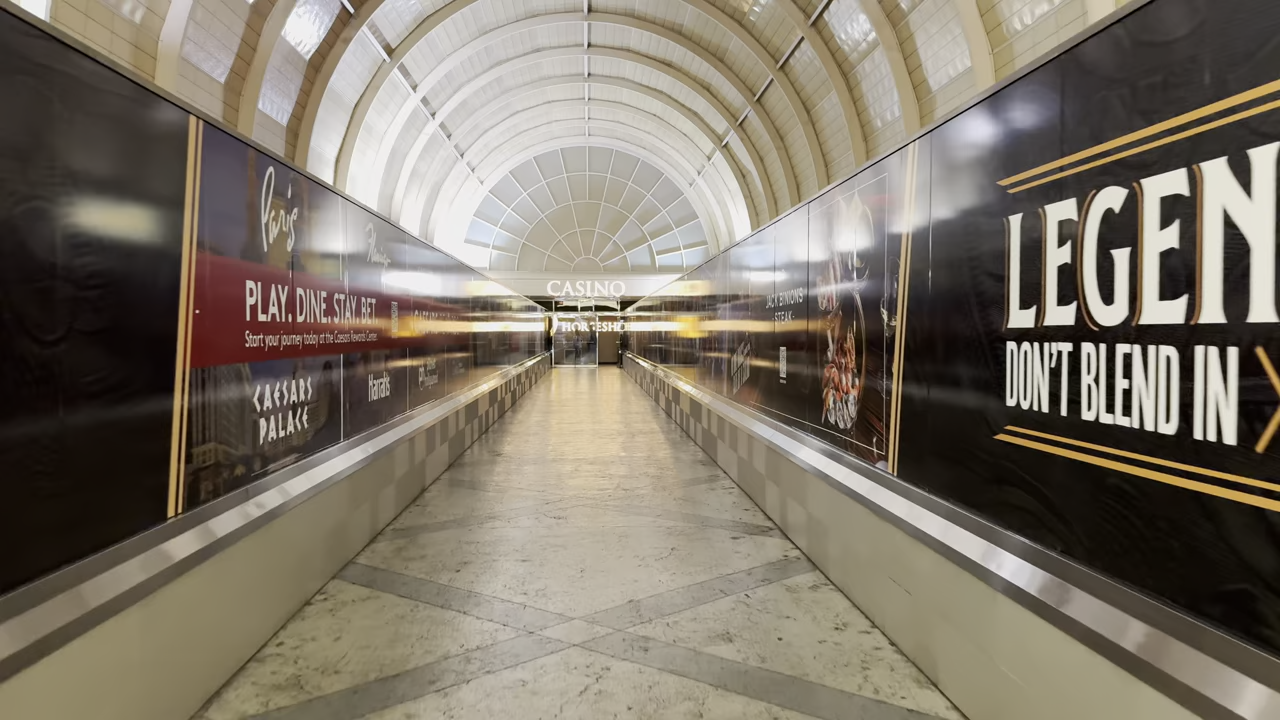 Paris
Flamingo
PLAY. DINE. STAY. BET.
Start your journey today at the Caesars Rewards Center.
CAESARS
PALACE
Harrah's
CASINO
HORSESHOE
JACK BINION'S
STEAK
LEGEN
DON'T BLEND IN